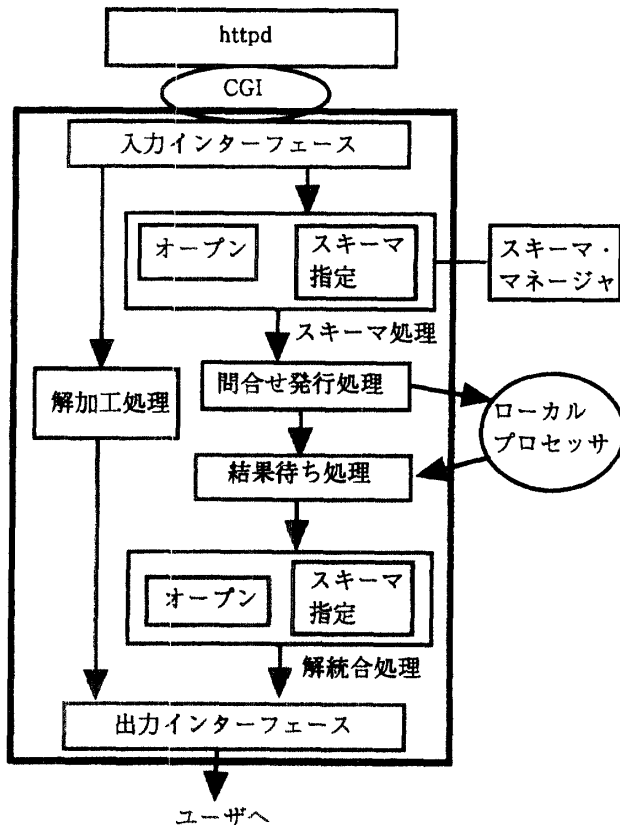 httpd
CGI
入力インターフェース
オープン
スキーマ
指定
スキーマ・
マネージャ
スキーマ処理
解加工処理
問合せ発行処理
ローカル
プロセッサ
結果待ち処理
オープン
スキーマ
指定
解統合処理
出力インターフェース
ユーザへ